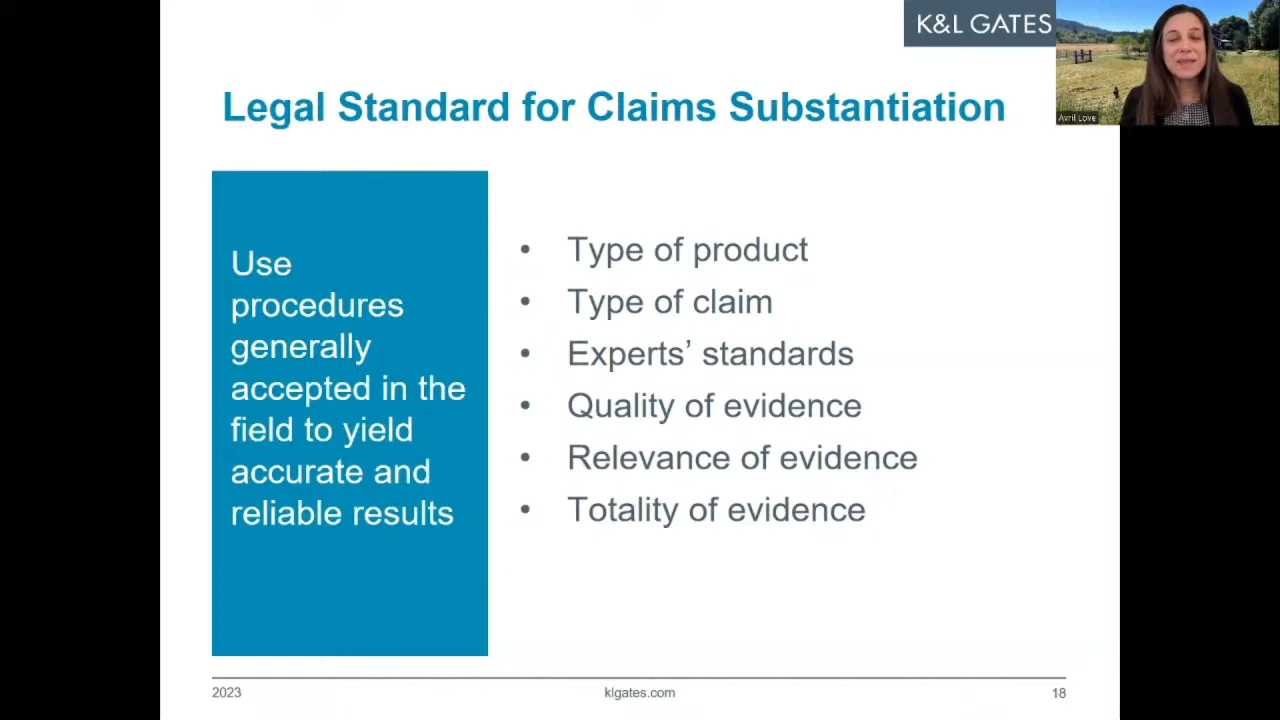 K&L GATES
Avril Love
Legal Standard for Claims Substantiation
Use
procedures
generally
accepted in the
field to yield
accurate and
reliable results
• Type of product
• Type of claim
• Experts’ standards
• Quality of evidence
• Relevance of evidence
• Totality of evidence
2023
klgates.com
18